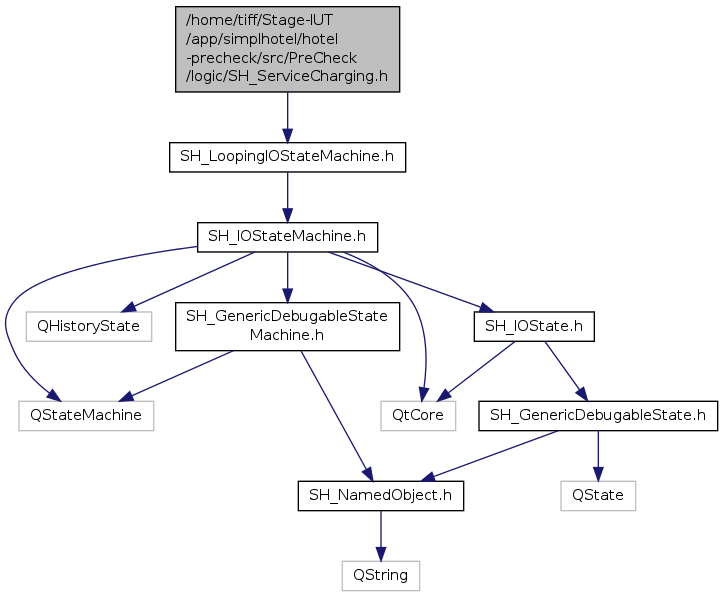 /home/tiff/Stage-IUT
/app/simplhotel/hotel
-precheck/src/PreCheck
/logic/SH_ServiceCharging.h
SH_LoopingIOStateMachine.h
SH_IOStateMachine.h
QHistoryState
SH_GenericDebugableState
Machine.h
SH_IOState.h
QStateMachine
QtCore
SH_GenericDebugableState.h
SH_NamedObject.h
QState
QString